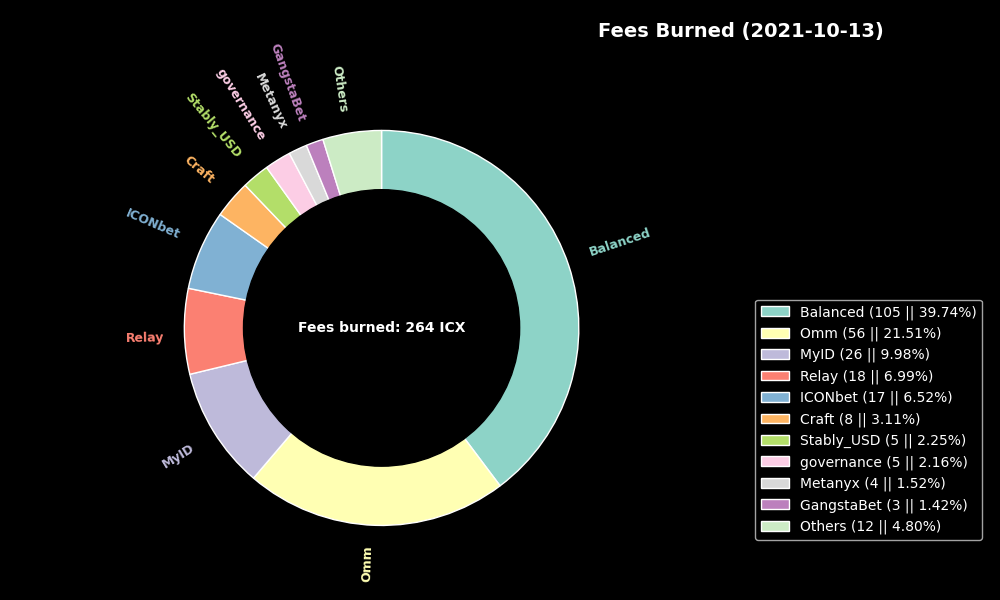 Fees Burned (2021-10-13)
GangstaBet
Others
governance
Metanyx
Stably_USD
Craft
ICONbet
Balanced
Relay
Fees burned: 264 ICX
MyID
Omm
Balanced (105 || 39.74%)
Omm (56 || 21.51%)
MyID (26 || 9.98%)
Relay (18 || 6.99%)
ICONbet (17 || 6.52%)
Craft (8 || 3.11%)
Stably_USD (5 || 2.25%)
governance (5 || 2.16%)
Metanyx (4 || 1.52%)
GangstaBet (3 || 1.42%)
Others (12 || 4.80%)